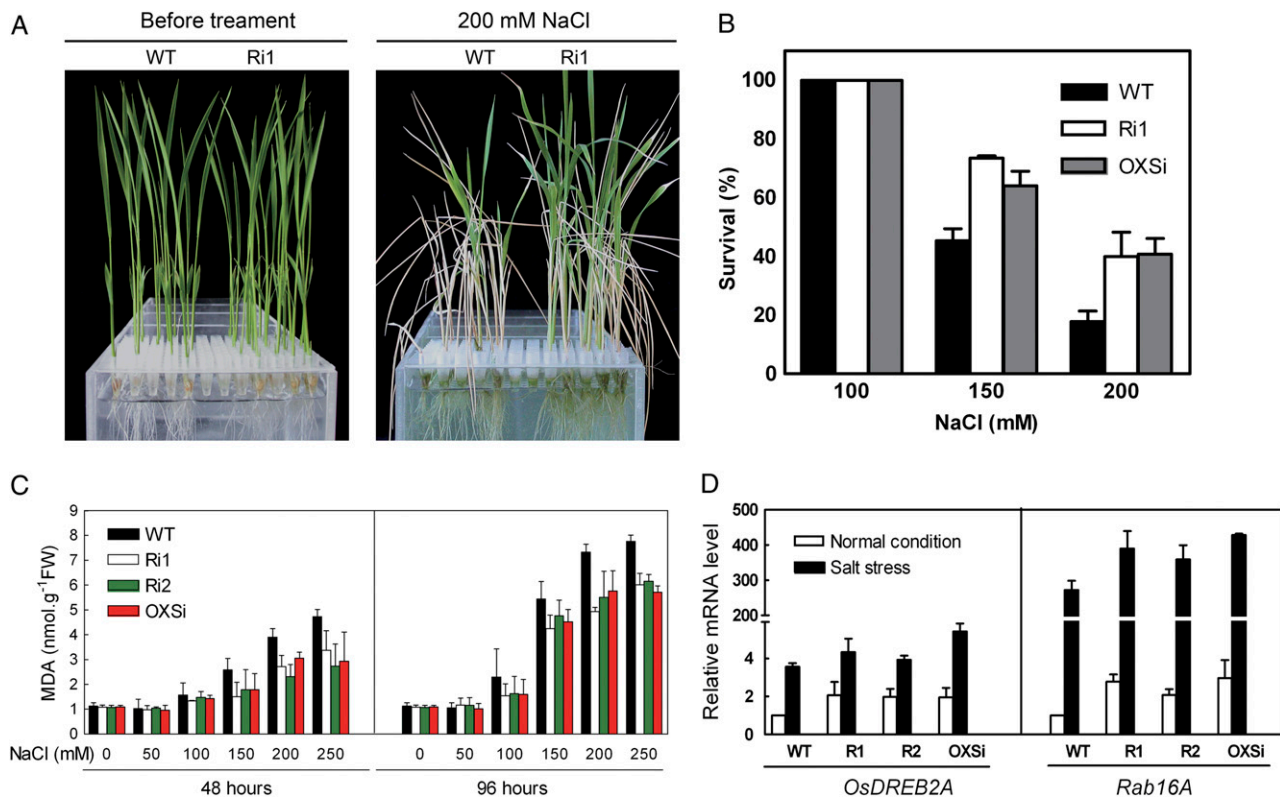 A
Before treament
200 mM NaCl
WT
Ri1
WT
Ri1
B
Survival (%)
100
80
60
40
20
0
WT
Ri1
OXSi
100
150
200
NaCl (mM)
C
MDA (nmol.g⁻¹FW)
9
8
7
6
5
4
3
2
1
0
WT
Ri1
Ri2
OXSi
NaCl (mM)
0
50
100
150
200
250
0
50
100
150
200
250
48 hours
96 hours
D
Relative mRNA level
500
400
300
200
4
2
0
Normal condition
Salt stress
WT
R1
R2
OXSi
WT
R1
R2
OXSi
OsDREB2A
Rab16A